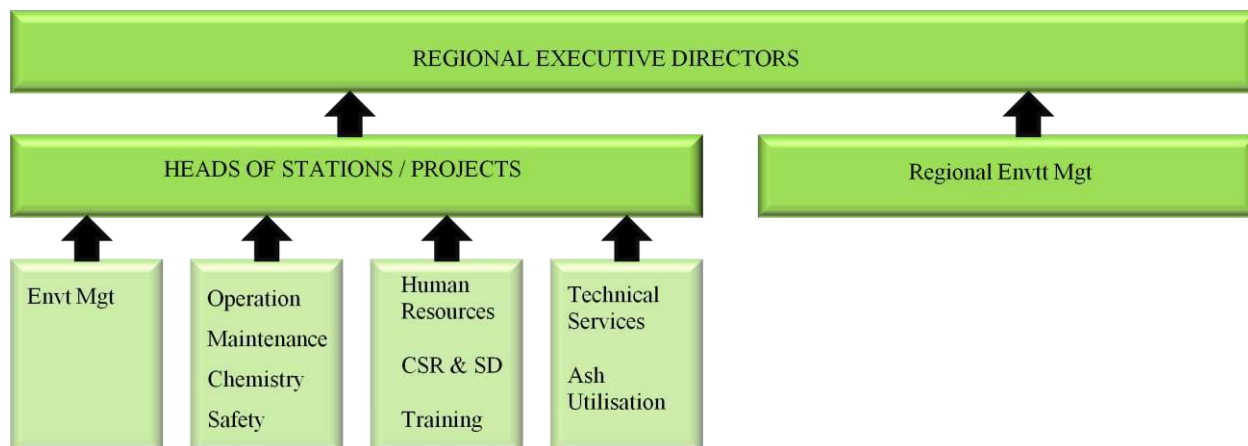 REGIONAL EXECUTIVE DIRECTORS
HEADS OF STATIONS / PROJECTS
Regional Envtt Mgt
Envt Mgt
Operation
Maintenance
Chemistry
Safety
Human
Resources
CSR & SD
Training
Technical
Services
Ash
Utilisation